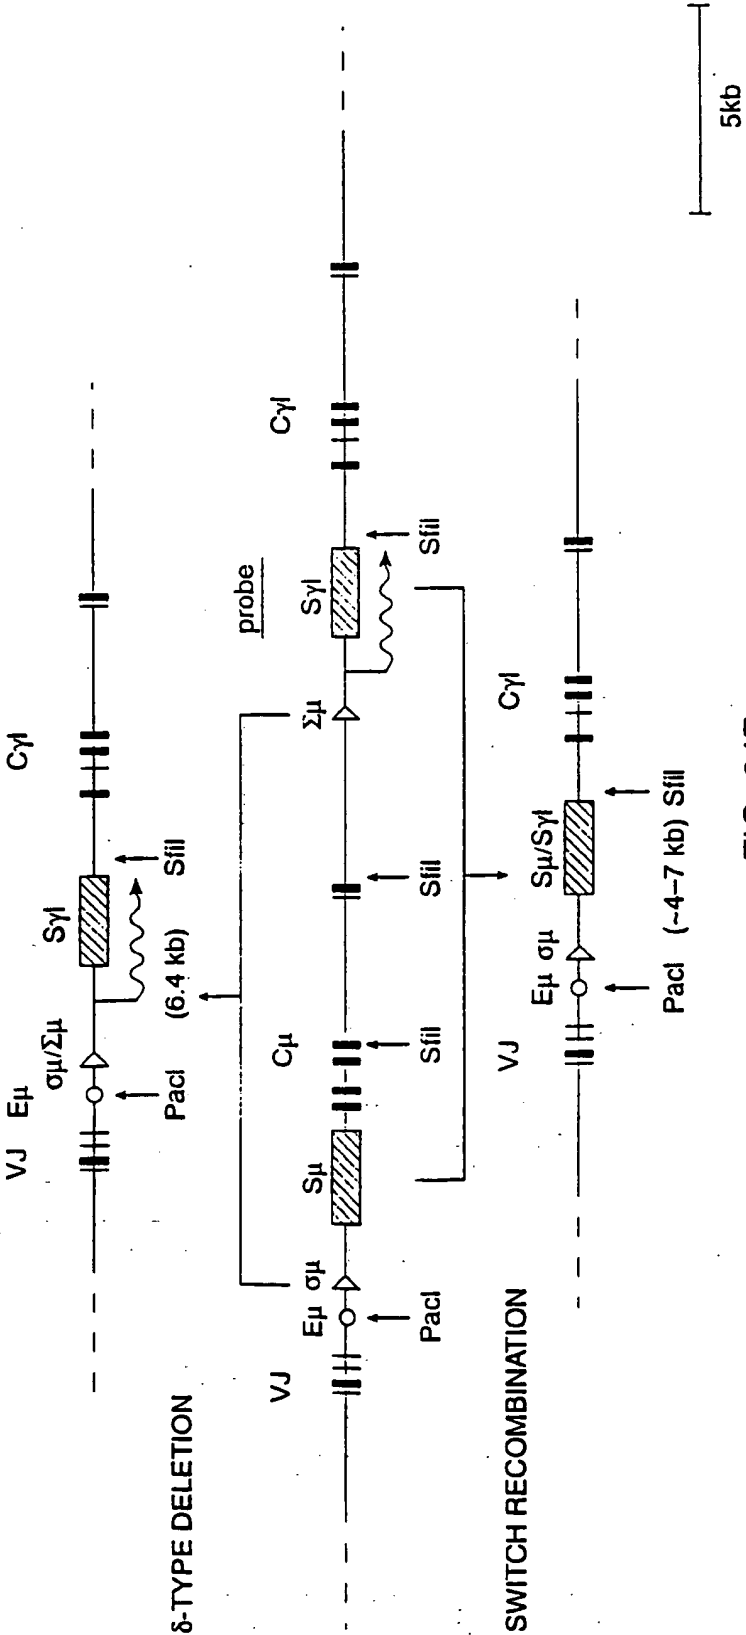 VJ Eμ σμ/Σμ SγI CγI
PacI (6.4 kb) SfiI
δ-TYPE DELETION
probe
VJ Eμ σμ Sμ Cμ Σμ SγI CγI
PacI SfiI SfiI SfiI
SWITCH RECOMBINATION
VJ Eμ σμ Sμ/SγI CγI
PacI (~4–7 kb) SfiI
5kb